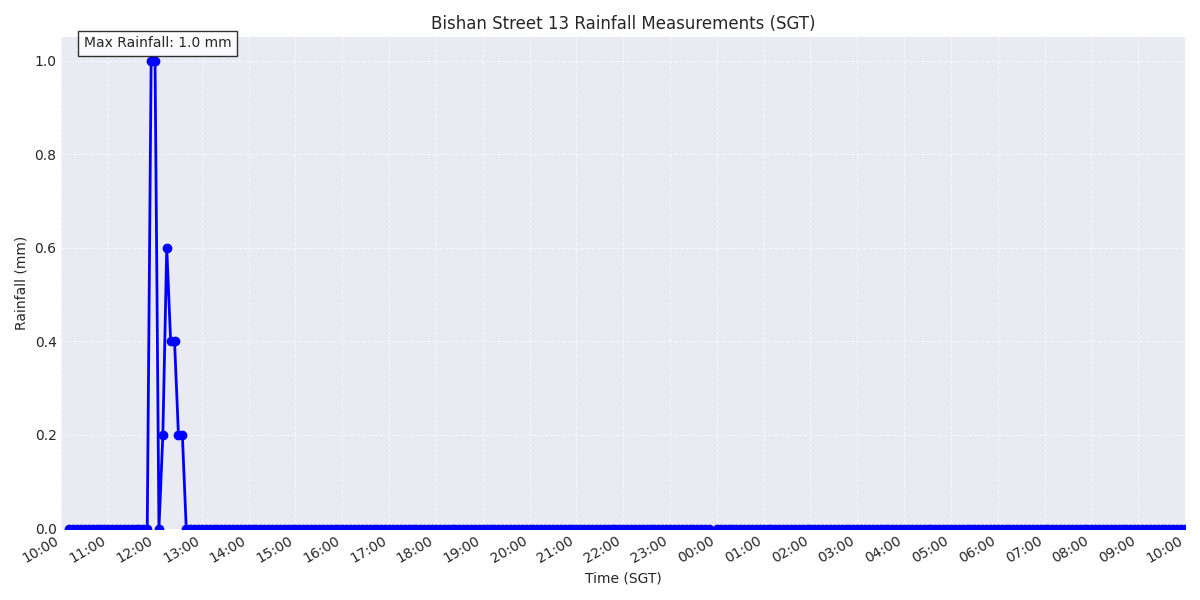 Bishan Street 13 Rainfall Measurements (SGT)
Max Rainfall: 1.0 mm
1.0
0.8
0.6
0.4
0.2
0.0
Rainfall (mm)
10:00 11:00 12:00 13:00 14:00 15:00 16:00 17:00 18:00 19:00 20:00 21:00 22:00 23:00 00:00 01:00 02:00 03:00 04:00 05:00 06:00 07:00 08:00 09:00 10:00
Time (SGT)